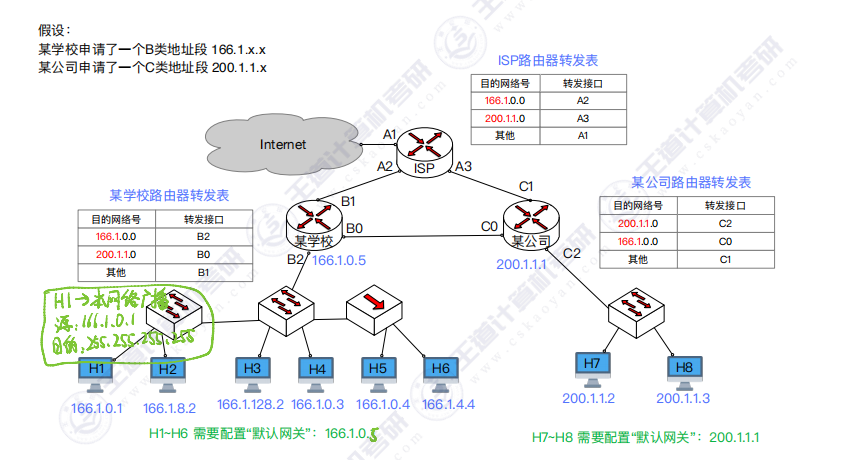 假设:
某学校申请了一个B类地址段 166.1.x.x
某公司申请了一个C类地址段 200.1.1.x
ISP路由器转发表
目的网络号 转发接口
166.1.0.0 A2
200.1.1.0 A3
其他 A1
Internet
A1
ISP
A2
A3
某学校路由器转发表
目的网络号 转发接口
166.1.0.0 B2
200.1.1.0 B0
其他 B1
B1
某学校
B0
B2
166.1.0.5
C1
C0
某公司
200.1.1.1
C2
某公司路由器转发表
目的网络号 转发接口
200.1.1.0 C2
166.1.0.0 C0
其他 C1
H1→本网络广播
源:166.1.0.1
目的:255.255.255.255
H1
H2
H3
H4
H5
H6
H7
H8
166.1.0.1
166.1.8.2
166.1.128.2
166.1.0.3
166.1.0.4
166.1.4.4
200.1.1.2
200.1.1.3
H1~H6 需要配置“默认网关”:166.1.0.5
H7~H8 需要配置“默认网关”:200.1.1.1
王道计算机考研
www.cskaoyan.com